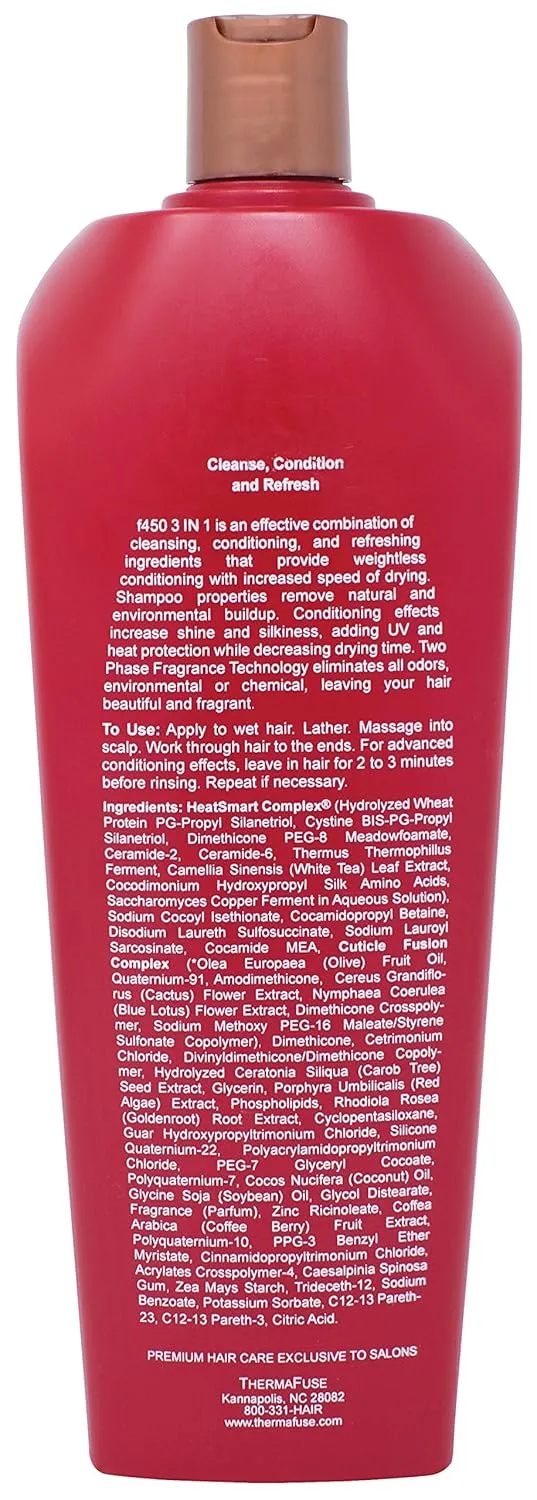 Cleanse, Condition
and Refresh
f450 3 IN 1 is an effective combination of
cleansing, conditioning, and refreshing
ingredients that provide weightless
conditioning with increased speed of drying.
Shampoo properties remove natural and
environmental buildup. Conditioning effects
increase shine and silkiness, adding UV and
heat protection while decreasing drying time. Two
Phase Fragrance Technology eliminates all odors,
environmental or chemical, leaving your hair
beautiful and fragrant.
To Use: Apply to wet hair. Lather. Massage into
scalp. Work through hair to the ends. For advanced
conditioning effects, leave in hair for 2 to 3 minutes
before rinsing. Repeat if necessary.
Ingredients: HeatSmart Complex® (Hydrolyzed Wheat
Protein PG-Propyl Silanetriol, Cystine BIS-PG-Propyl
Silanetriol, Dimethicone PEG-8 Meadowfoamate,
Ceramide-2, Ceramide-6, Thermus Thermophillus
Ferment, Camellia Sinensis (White Tea) Leaf Extract,
Cocodimonium Hydroxypropyl Silk Amino Acids,
Saccharomyces Copper Ferment in Aqueous Solution),
Sodium Cocoyl Isethionate, Cocamidopropyl Betaine,
Disodium Laureth Sulfosuccinate, Sodium Lauroyl
Sarcosinate, Cocamide MEA, Cuticle Fusion
Complex (*Olea Europaea (Olive) Fruit Oil,
Quaternium-91, Amodimethicone, Cereus Grandiflo-
rus (Cactus) Flower Extract, Nymphaea Coerulea
(Blue Lotus) Flower Extract, Dimethicone Crosspoly-
mer, Sodium Methoxy PEG-16 Maleate/Styrene
Sulfonate Copolymer), Dimethicone, Cetrimonium
Chloride, Divinyldimethicone/Dimethicone Copoly-
mer, Hydrolyzed Ceratonia Siliqua (Carob Tree)
Seed Extract, Glycerin, Porphyra Umbilicalis (Red
Algae) Extract, Phospholipids, Rhodiola Rosea
(Goldenroot) Root Extract, Cyclopentasiloxane,
Guar Hydroxypropyltrimonium Chloride, Silicone
Quaternium-22, Polyacrylamidopropyltrimonium
Chloride, PEG-7 Glyceryl Cocoate,
Polyquaternium-7, Cocos Nucifera (Coconut) Oil,
Glycine Soja (Soybean) Oil, Glycol Distearate,
Fragrance (Parfum), Zinc Ricinoleate, Coffea
Arabica (Coffee Berry) Fruit Extract,
Polyquaternium-10, PPG-3 Benzyl Ether
Myristate, Cinnamidopropyltrimonium Chloride,
Acrylates Crosspolymer-4, Caesalpinia Spinosa
Gum, Zea Mays Starch, Trideceth-12, Sodium
Benzoate, Potassium Sorbate, C12-13 Pareth-
23, C12-13 Pareth-3, Citric Acid.
PREMIUM HAIR CARE EXCLUSIVE TO SALONS
THERMAFUSE
Kannapolis, NC 28082
800-331-HAIR
www.thermafuse.com